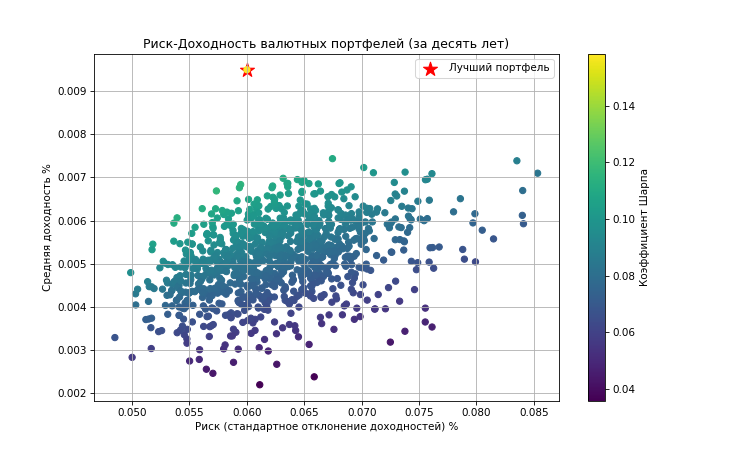 Риск-Доходность валютных портфелей (за десять лет)
Лучший портфель
Средняя доходность %
0.009
0.008
0.007
0.006
0.005
0.004
0.003
0.002
0.050 0.055 0.060 0.065 0.070 0.075 0.080 0.085
Риск (стандартное отклонение доходностей) %
0.14
0.12
0.10
0.08
0.06
0.04
Коэффициент Шарпа